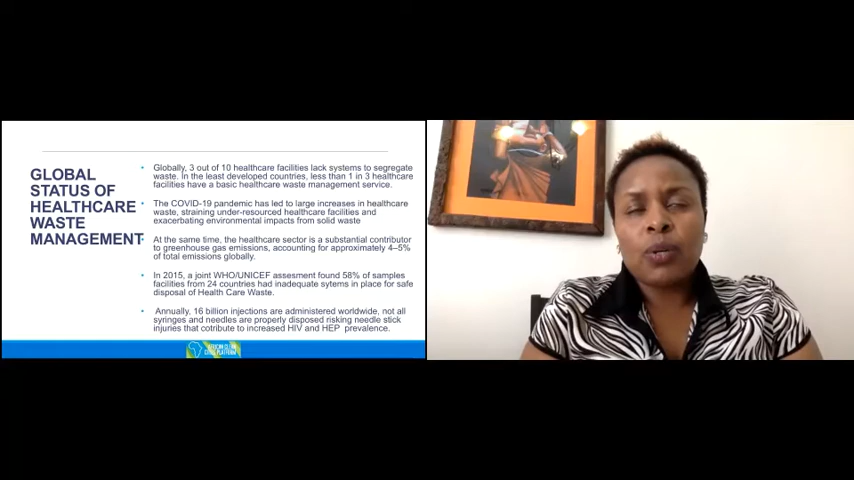 GLOBAL
STATUS OF
HEALTHCARE
WASTE
MANAGEMENT
• Globally, 3 out of 10 healthcare facilities lack systems to segregate
waste. In the least developed countries, less than 1 in 3 healthcare
facilities have a basic healthcare waste management service.
• The COVID-19 pandemic has led to large increases in healthcare
waste, straining under-resourced healthcare facilities and
exacerbating environmental impacts from solid waste
• At the same time, the healthcare sector is a substantial contributor
to greenhouse gas emissions, accounting for approximately 4–5%
of total emissions globally.
• In 2015, a joint WHO/UNICEF assesment found 58% of samples
facilities from 24 countries had inadequate sytems in place for safe
disposal of Health Care Waste.
• Annually, 16 billion injections are administered worldwide, not all
syringes and needles are properly disposed risking needle stick
injuries that cotribute to increased HIV and HEP prevalence.
AFRICAN CLEAN
CITIES PLATFORM